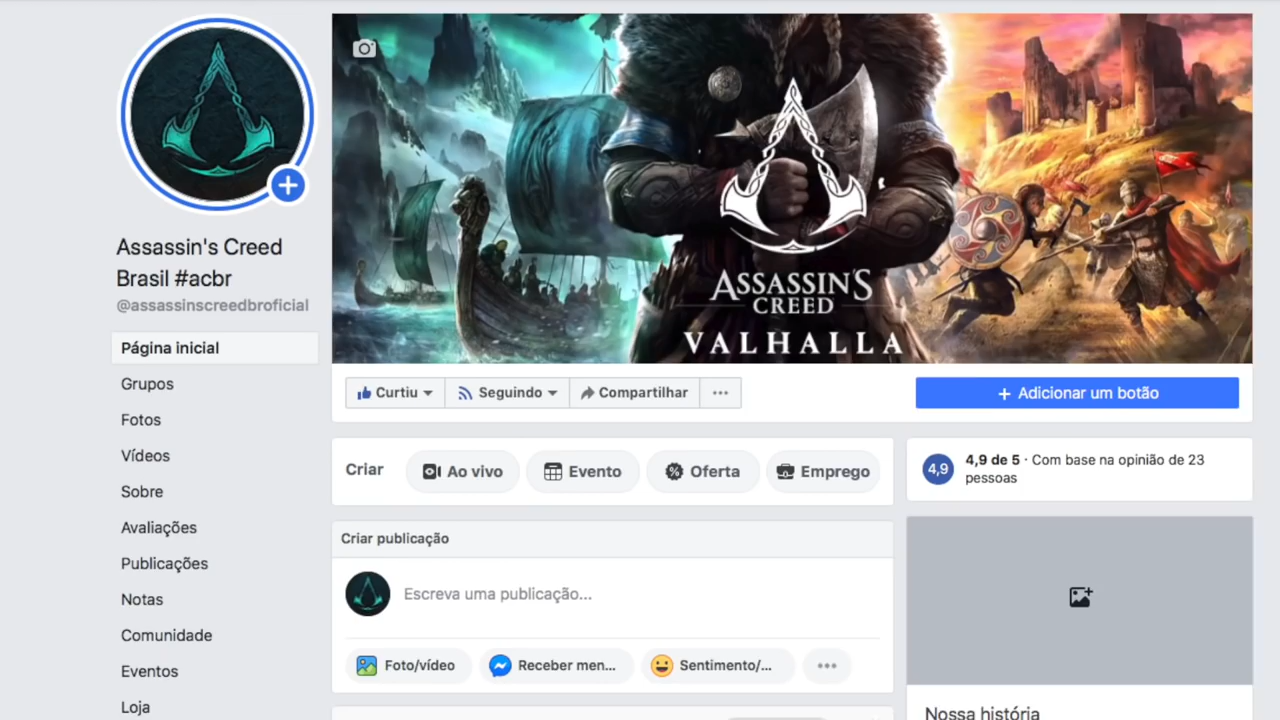 Assassin's Creed
Brasil #acbr
@assassinscreedbroficial
Página inicial
Grupos
Fotos
Vídeos
Sobre
Avaliações
Publicações
Notas
Comunidade
Eventos
Loja
ASSASSIN'S
CREED
VALHALLA
Curtiu
Seguindo
Compartilhar
+ Adicionar um botão
Criar
Ao vivo
Evento
Oferta
Emprego
Criar publicação
Escreva uma publicação...
Foto/vídeo
Receber men...
Sentimento/...
4,9
4,9 de 5 · Com base na opinião de 23
pessoas
Nossa história